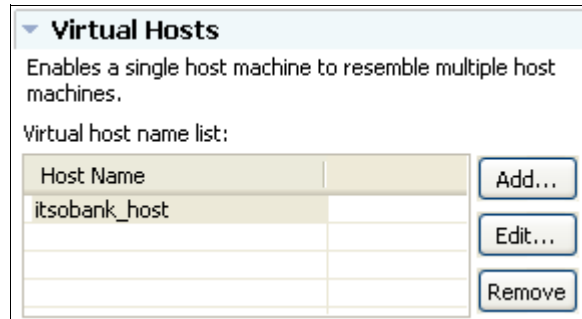 Virtual Hosts
Enables a single host machine to resemble multiple host
machines.
Virtual host name list:
Host Name
Add...
itsobank_host
Edit...
Remove